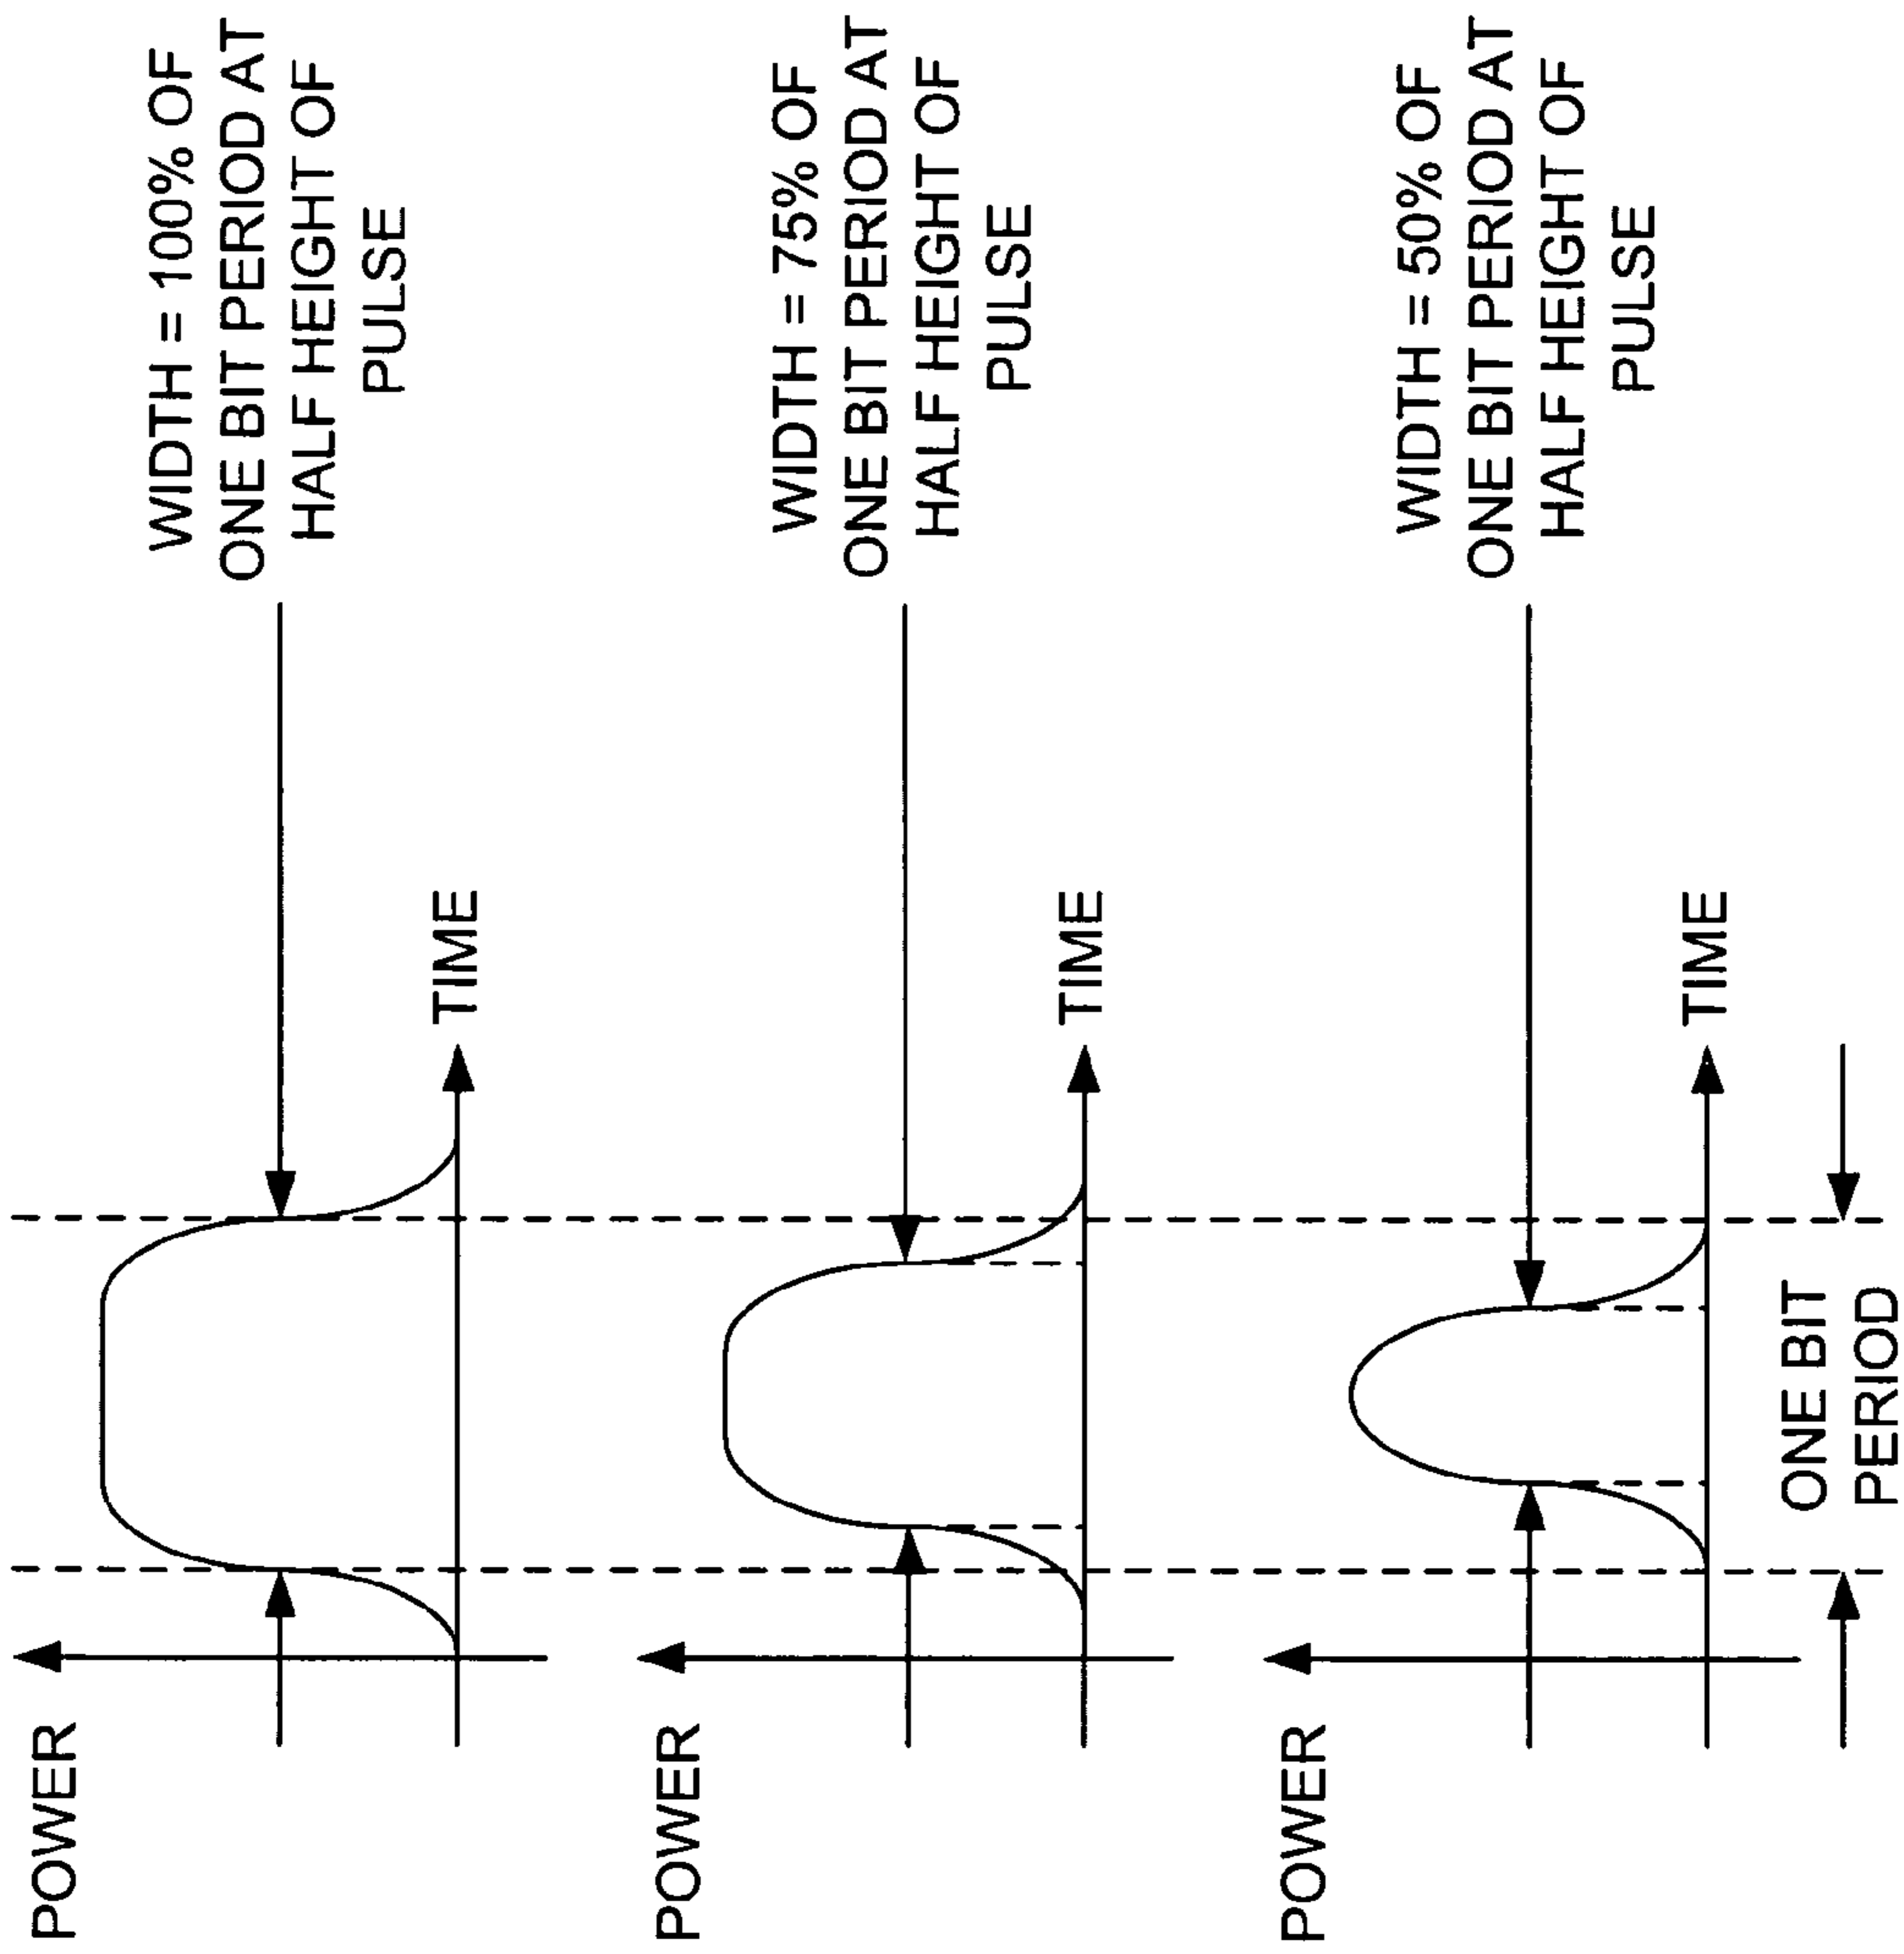 POWER
TIME
WIDTH = 100% OF
ONE BIT PERIOD AT
HALF HEIGHT OF
PULSE
POWER
TIME
WIDTH = 75% OF
ONE BIT PERIOD AT
HALF HEIGHT OF
PULSE
POWER
TIME
WIDTH = 50% OF
ONE BIT PERIOD AT
HALF HEIGHT OF
PULSE
ONE BIT
PERIOD